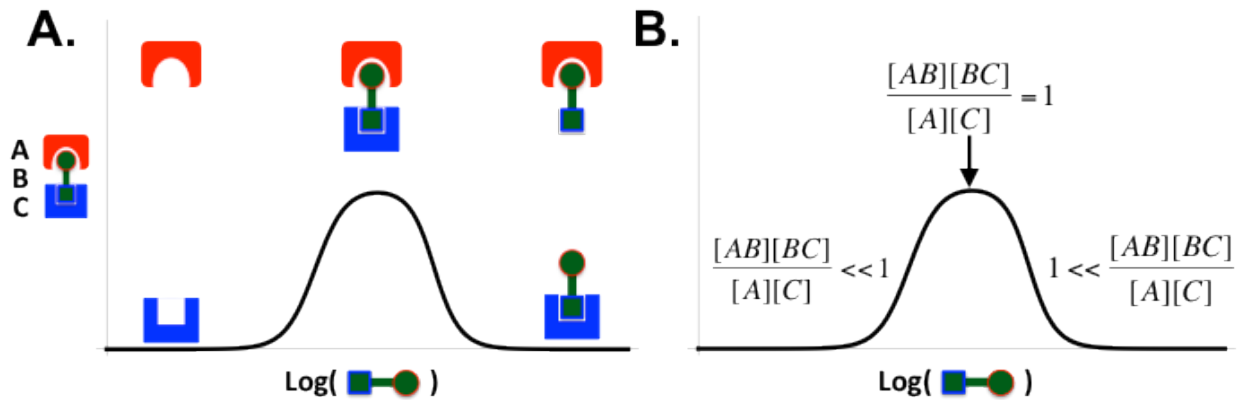 A.
A
B
C
Log( )
B.
[AB][BC]
[A][C]
= 1
[AB][BC]
[A][C]
<< 1
1 <<
[AB][BC]
[A][C]
Log( )